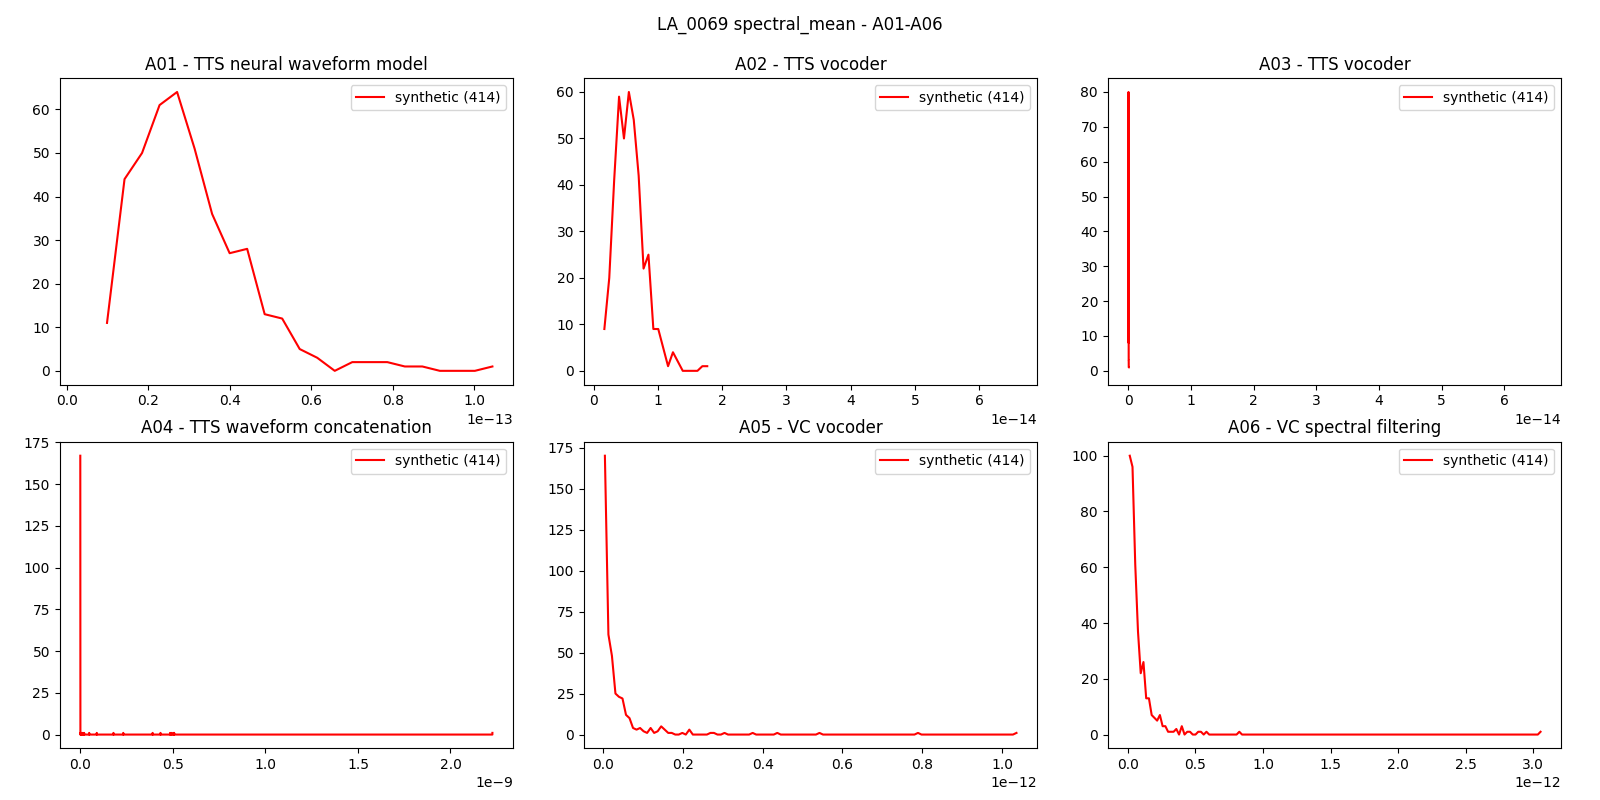 LA_0069 spectral_mean - A01-A06
A01 - TTS neural waveform model
synthetic (414)
60
50
40
30
20
10
0
0.0 0.2 0.4 0.6 0.8 1.0
1e−13
A02 - TTS vocoder
synthetic (414)
60
50
40
30
20
10
0
0 1 2 3 4 5 6
1e−14
A03 - TTS vocoder
synthetic (414)
80
70
60
50
40
30
20
10
0
0 1 2 3 4 5 6
1e−14
A04 - TTS waveform concatenation
synthetic (414)
175
150
125
100
75
50
25
0
0.0 0.5 1.0 1.5 2.0
1e−9
A05 - VC vocoder
synthetic (414)
175
150
125
100
75
50
25
0
0.0 0.2 0.4 0.6 0.8 1.0
1e−12
A06 - VC spectral filtering
synthetic (414)
100
80
60
40
20
0
0.0 0.5 1.0 1.5 2.0 2.5 3.0
1e−12